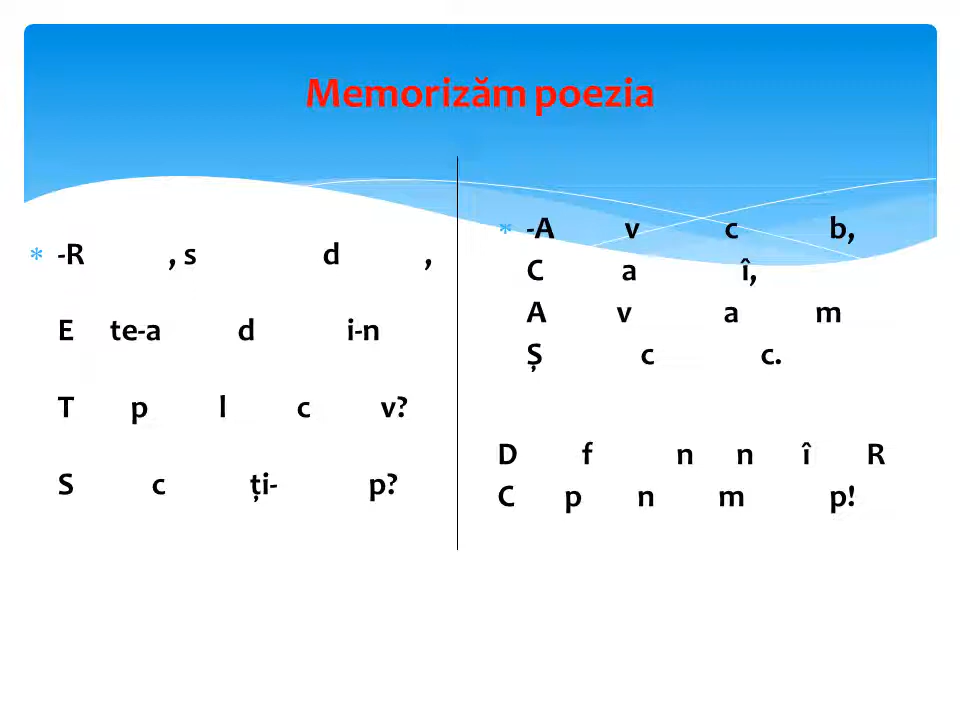 Memorizăm poezia
-R , s d ,
E te-a d i-n
T p l c v?
S c ți- p?
-A v c b,
C a î,
A v a m
Ș c c.
D f n n î R
C p n m p!